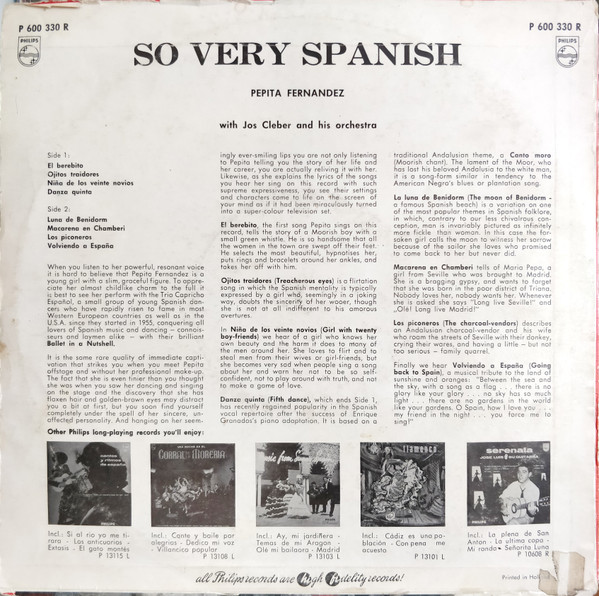 P 600 330 R
P 600 330 R
PHILIPS
PHILIPS
SO VERY SPANISH
PEPITA FERNANDEZ
with Jos Cleber and his orchestra
Side 1:
El berebito
Ojitos traidores
Niña de los veinte novios
Danza quinta
Side 2:
Luna de Benidorm
Macarena en Chamberi
Los piconeros
Volviendo a España
When you listen to her powerful, resonant voice
it is hard to believe that Pepita Fernandez is a
young girl with a slim, graceful figure. To appre-
ciate her almost childlike charm to the full it
is best to see her perform with the Trio Capricho
Español, a small group of young Spanish dan-
cers who have rapidly risen to fame in most
Western European countries as well as in the
U.S.A. since they started in 1955, conquering all
lovers of Spanish music and dancing – connois-
seurs and laymen alike – with their brilliant
Ballet in a Nutshell.
It is the same rare quality of immediate capti-
vation that strikes you when you meet Pepita
offstage and without her professional make-up.
The fact that she is even tinier than you thought
she was when you saw her dancing and singing
on the stage and the discovery that she has
flaxen hair and golden-brown eyes may distract
you a bit at first, but you soon find yourself
completely under the spell of her sincere, un-
affected personality. And hanging on her seem-
ingly ever-smiling lips you are not only listening
to Pepita telling you the story of her life and
her career, you are actually reliving it with her.
Likewise, as she explains the lyrics of the songs
you hear her sing on this record with such
supreme expressiveness, you see their settings
and characters come to life on the screen of
your mind as if it had been miraculously turned
into a super-colour television set.
El berebito, the first song Pepita sings on this
record, tells the story of a Moorish boy with a
small green whistle. He is so handsome that all
the women in the town are swept off their feet.
He selects the most beautiful, hypnotises her,
puts rings and bracelets around her ankles, and
takes her off with him.
Ojitos traidores (Treacherous eyes) is a flirtation
song in which the Spanish mentality is typically
expressed by a girl who, seemingly in a joking
way, doubts the sincerity of her wooer, though
she is not at all indifferent to his amorous
overtures.
In Niña de los veinte novios (Girl with twenty
boy-friends) we hear of a girl who knows her
own beauty and the harm it does to many of
the men around her. She loves to flirt and to
steal men from their wives or girl-friends, but
she becomes very sad when people sing a song
about her and warn her not to be so self-
confident, not to play around with truth, and not
to make a game of love.
Danza quinta (Fifth dance), which ends Side 1,
has recently regained popularity in the Spanish
vocal repertoire after the success of Enrique
Granados's piano adaptation. It is based on a
traditional Andalusian theme, a Canto moro
(Moorish chant). The lament of the Moor, who
has lost his beloved Andalusia to the white man,
it is a song-form similar in tendency to the
American Negro's blues or plantation song.
La luna de Benidorm (The moon of Benidorm -
a famous Spanish beach) is a variation on one
of the most popular themes in Spanish folklore,
in which, contrary to our less chivalrous con-
ception, man is invariably pictured as infinitely
more fickle than woman. In this case the for-
saken girl calls the moon to witness her sorrow
because of the sailor she loves who promised
to come back to her but never did.
Macarena en Chamberi tells of Maria Pepa, a
girl from Seville who was brought to Madrid.
She is a bragging gypsy, and wants to forget
that she was born in the poor district of Triana.
Nobody loves her, nobody wants her. Whenever
she is asked she says "Long live Seville!" and
„Olé! Long live Madrid!"
Los piconeros (The charcoal-vendors) describes
an Andalusian charcoal-vendor and his wife
who roam the streets of Seville with their donkey,
crying their wares, and having a little – but not
too serious – family quarrel.
Finally we hear Volviendo a España (Going
back to Spain), a musical tribute to the land of
sunshine and oranges: "Between the sea and
the sky, with a song as a flag . . . there is no
glory like your glory . . . no sky has so much
light . . . there are no gardens in the world
like your gardens. O Spain, how I love you . . .
my friend in the night . . . you force me to
sing!"
Other Philips long-playing records you'll enjoy:
cantos
y ritmos
de españa
CORRAL de la MORERIA
music from Spain
flamenco
serenata
JOSE LUIS Y SU GUITARRA
Incl.: Si al rio yo me ti-
rara - Los anticuarios -
Extasis - El gato montés
P 13115 L
Incl.: Cante y baile por
alegrias - Dedico mi voz
- Villancico popular
P 13108 L
Incl.: Ay, mi jardiñera -
Temas de mi Aragón -
Olé mi bailaora - Madrid
P 13103 L
Incl.: Cádiz es una po-
blación - Con pena me
acuesto
P 13101 L
Incl.: La plena de San
Anton - La ultima copa -
Mi ronda - Señorita Luna
P 10608 R
all Philips records are High Fidelity records!
Printed in